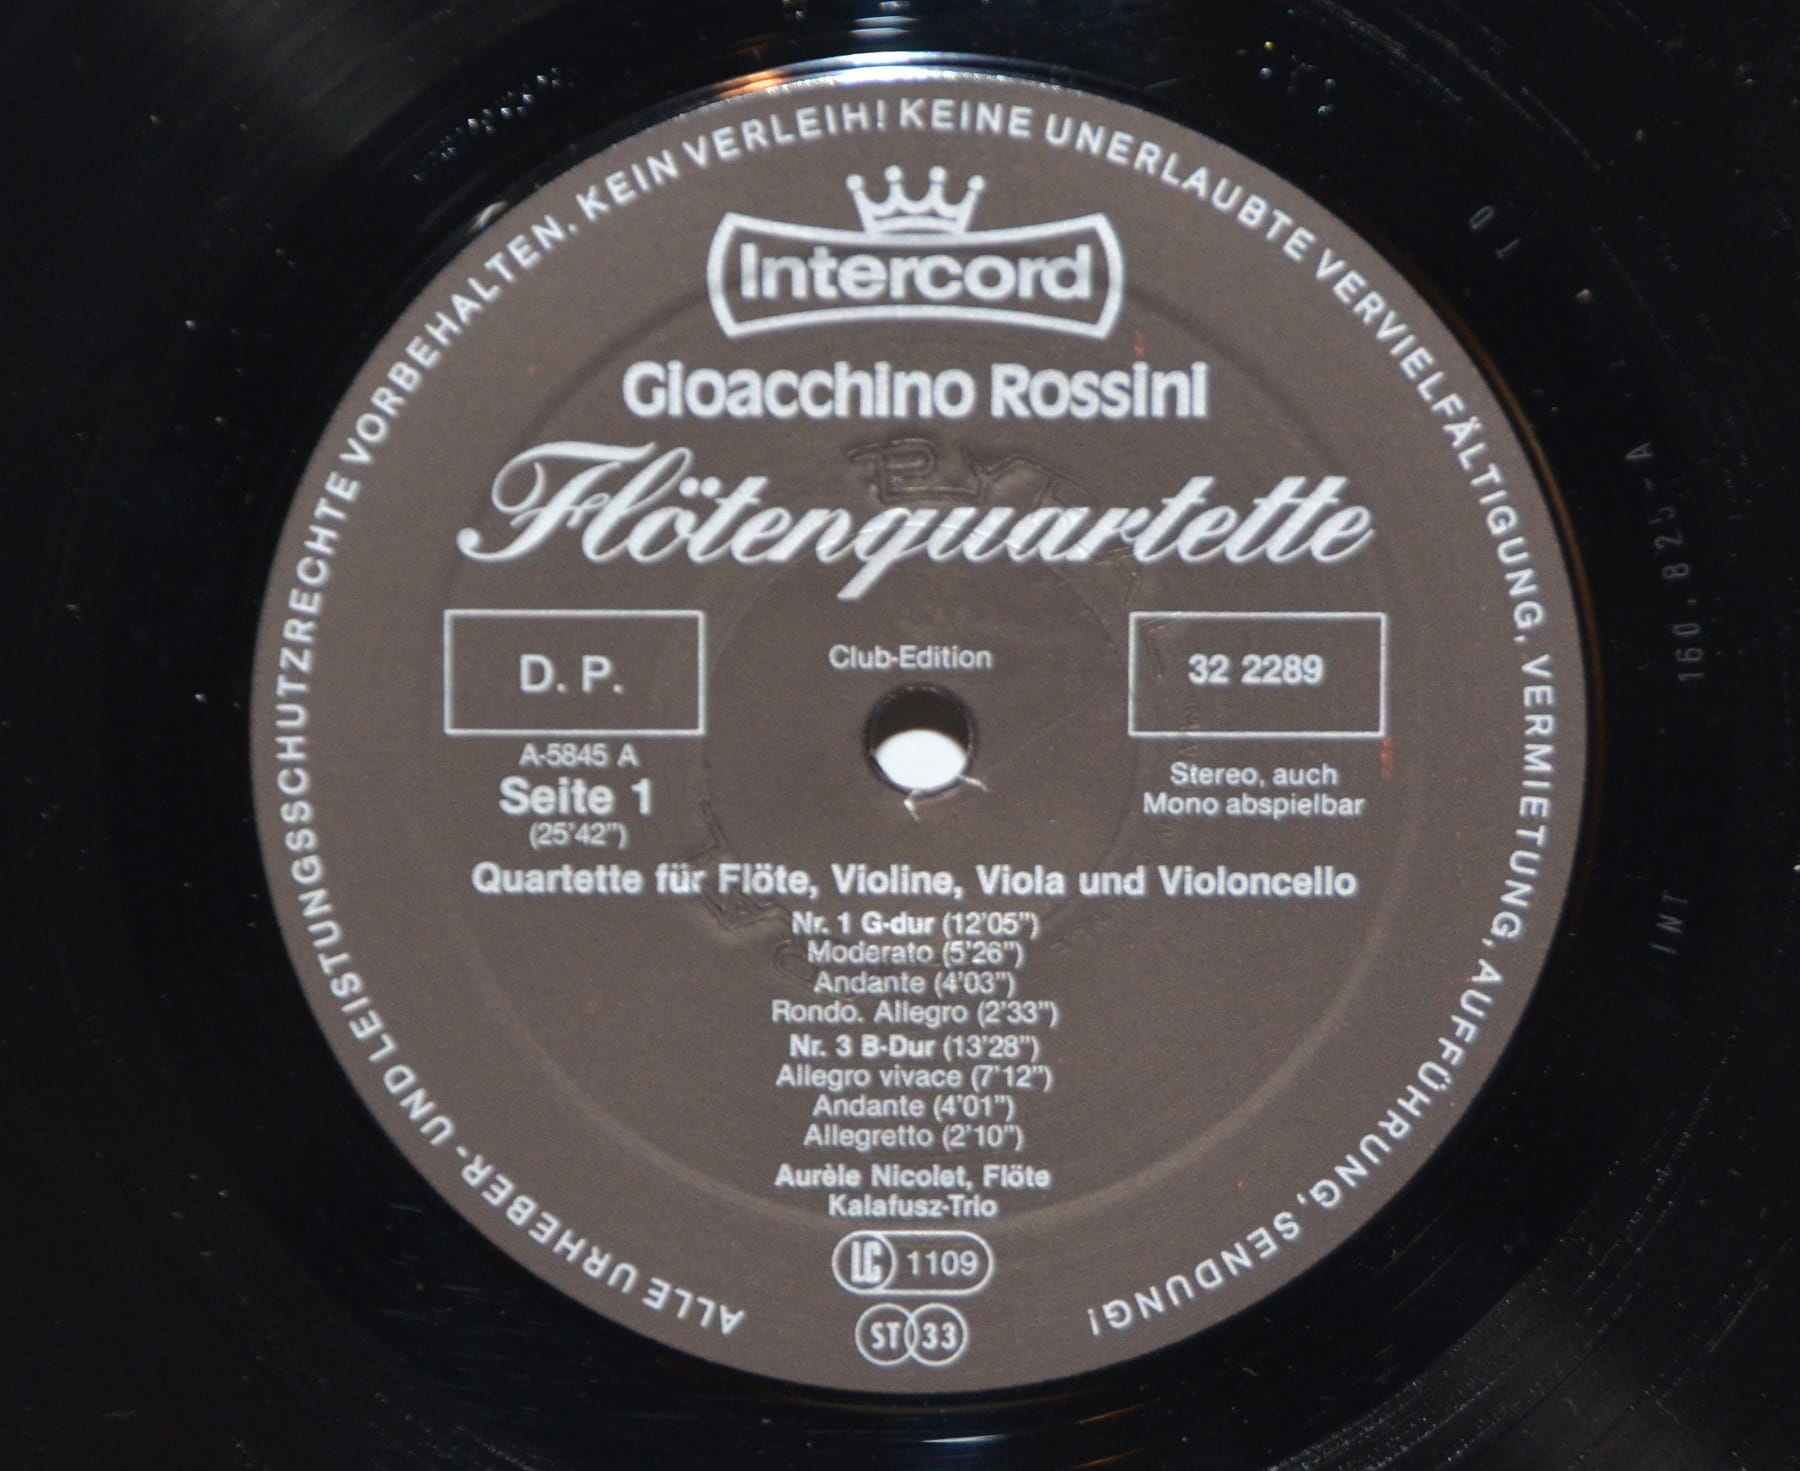 ALLE URHEBER- UND LEISTUNGSSCHUTZRECHTE VORBEHALTEN. KEIN VERLEIH! KEINE UNERLAUBTE VERVIELFÄLTIGUNG, VERMIETUNG, AUFFÜHRUNG, SENDUNG!
Intercord
Gioacchino Rossini
Flötenquartette
D. P.
Club-Edition
32 2289
A-5845 A
Seite 1
(25'42")
Stereo, auch
Mono abspielbar
Quartette für Flöte, Violine, Viola und Violoncello
Nr. 1 G-dur (12'05")
Moderato (5'26")
Andante (4'03")
Rondo. Allegro (2'33")
Nr. 3 B-Dur (13'28")
Allegro vivace (7'12")
Andante (4'01")
Allegretto (2'10")
Aurèle Nicolet, Flöte
Kalafusz-Trio
LC 1109
ST 33
INT 160.825